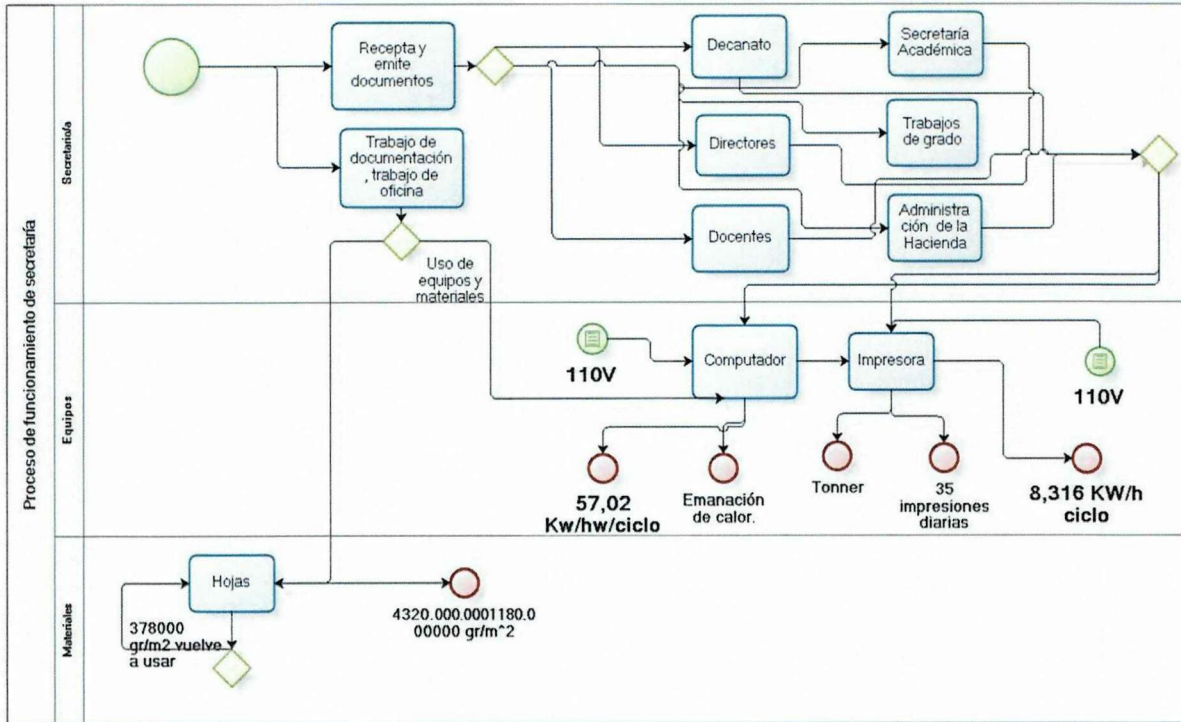 Proceso de funcionamiento de secretaría
Secretario/a
Recepta y
emite
documentos
Trabajo de
documentación
, trabajo de
oficina
Uso de
equipos y
materiales
Decanato
Directores
Docentes
Secretaría
Académica
Trabajos
de grado
Administra
ción de la
Hacienda
Equipos
110V
Computador
Impresora
110V
57,02
Kw/hw/ciclo
Emanación
de calor.
Tonner
35
impresiones
diarias
8,316 KW/h
ciclo
Materiales
Hojas
378000
gr/m2 vuelve
a usar
4320.000.0001180.0
00000 gr/m^2